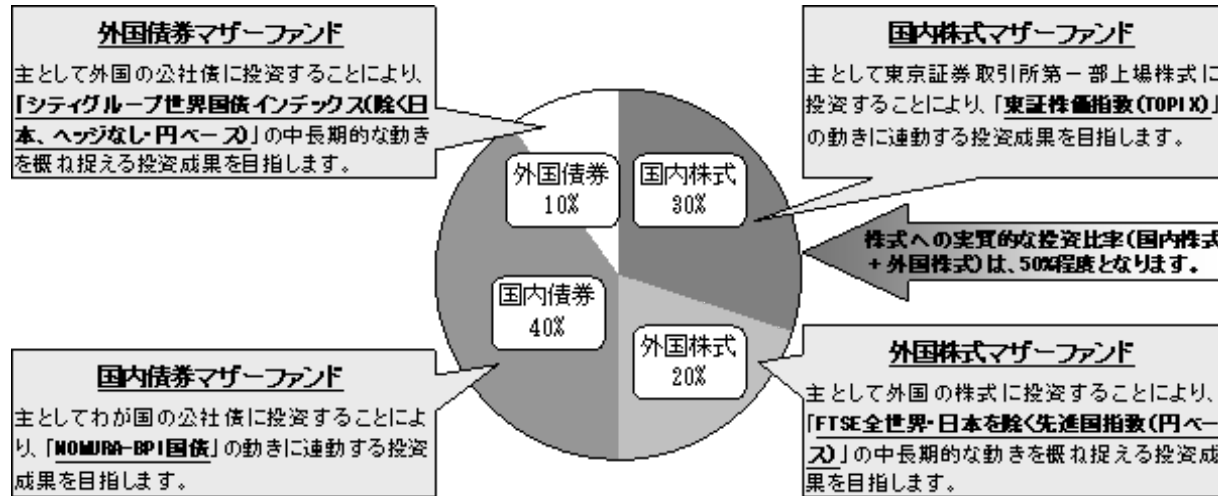 外国債券マザーファンド
主として外国の公社債に投資することにより、
「シティグループ世界国債インデックス(除く日
本、ヘッジなし・円ベース)」の中長期的な動き
を概ね捉える投資成果を目指します。
国内株式マザーファンド
主として東京証券取引所第一部上場株式に
投資することにより、「東証株価指数(TOPIX)」
の動きに連動する投資成果を目指します。
外国債券
10%
国内株式
30%
株式への実質的な投資比率(国内株式
+外国株式)は、50%程度となります。
国内債券
40%
外国株式
20%
国内債券マザーファンド
主としてわが国の公社債に投資することによ
り、「NOMURA-BPI国債」の動きに連動する投資
成果を目指します。
外国株式マザーファンド
主として外国の株式に投資することにより、
「FTSE全世界・日本を除く先進国指数(円ベー
ス)」の中長期的な動きを概ね捉える投資成
果を目指します。